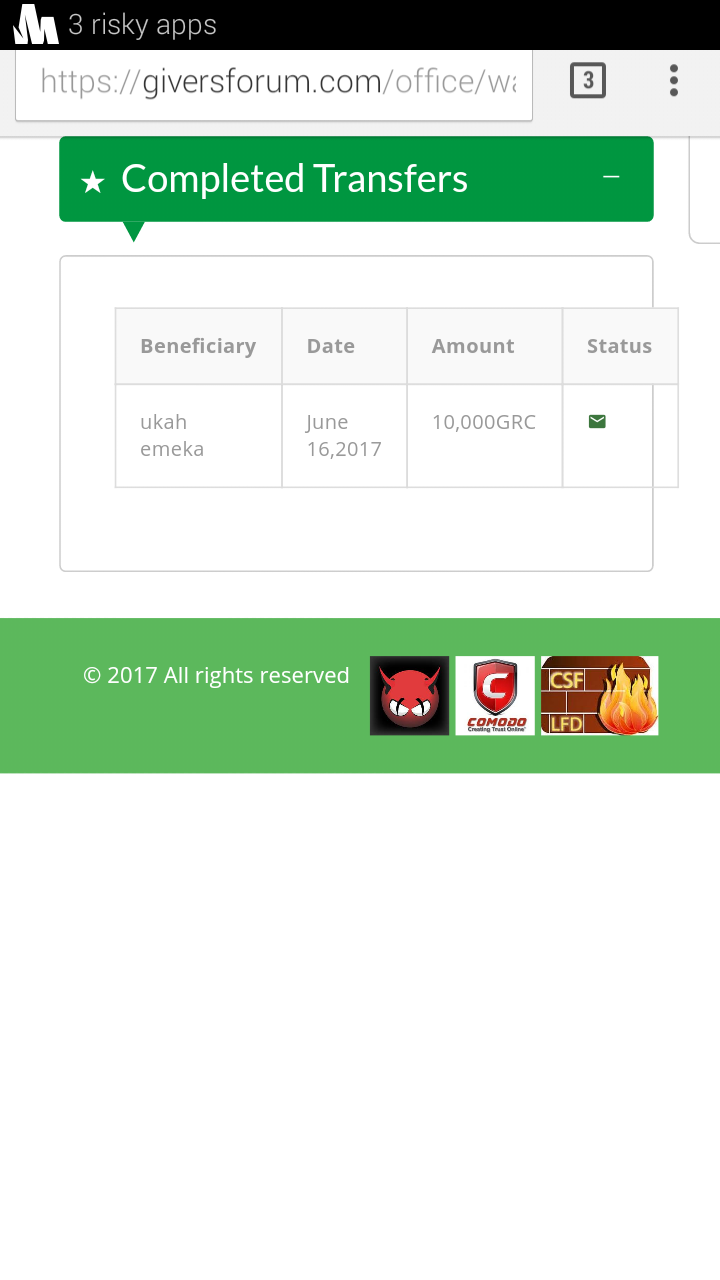 3 risky apps
https://giversforum.com/office/wa
3
Completed Transfers
Beneficiary Date Amount Status
ukah June 10,000GRC
emeka 16,2017
© 2017 All rights reserved
C
COMODO
Creating Trust Online
CSF
LFD